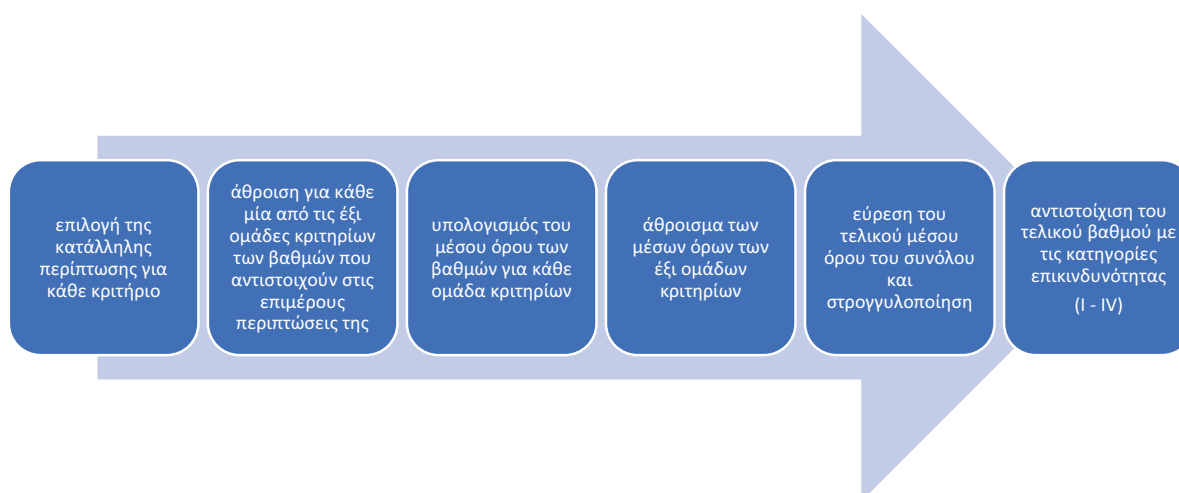 επιλογή της
κατάλληλης
περίπτωσης για
κάθε κριτήριο
άθροιση για κάθε
μία από τις έξι
ομάδες κριτηρίων
των βαθμών που
αντιστοιχούν στις
επιμέρους
περιπτώσεις της
υπολογισμός του
μέσου όρου των
βαθμών για κάθε
ομάδα κριτηρίων
άθροισμα των
μέσων όρων των
έξι ομάδων
κριτηρίων
εύρεση του
τελικού μέσου
όρου του συνόλου
και
στρογγυλοποίηση
αντιστοίχιση του
τελικού βαθμού με
τις κατηγορίες
επικινδυνότητας
(I - IV)